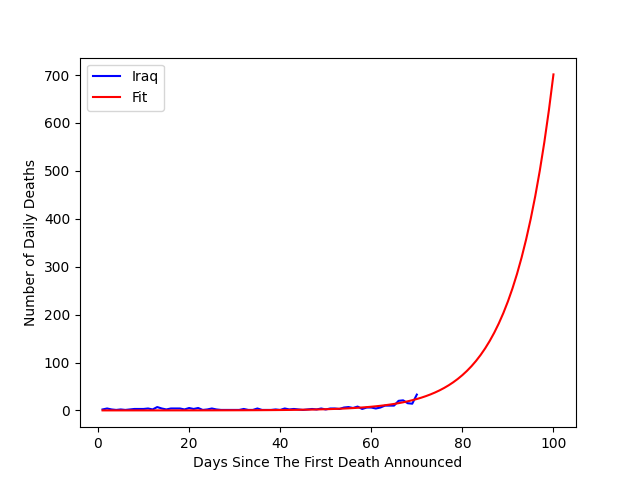 Iraq
Fit
700
600
500
400
300
200
100
0
Number of Daily Deaths
0 20 40 60 80 100
Days Since The First Death Announced